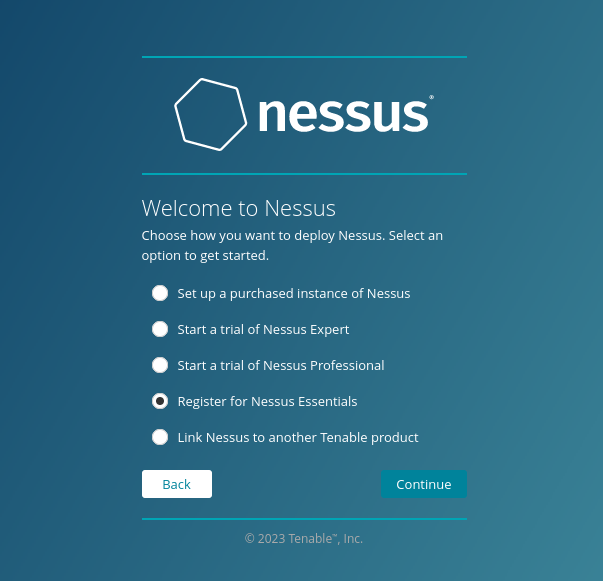 nessus®
Welcome to Nessus
Choose how you want to deploy Nessus. Select an
option to get started.
Set up a purchased instance of Nessus
Start a trial of Nessus Expert
Start a trial of Nessus Professional
Register for Nessus Essentials
Link Nessus to another Tenable product
Back Continue
© 2023 Tenable™, Inc.